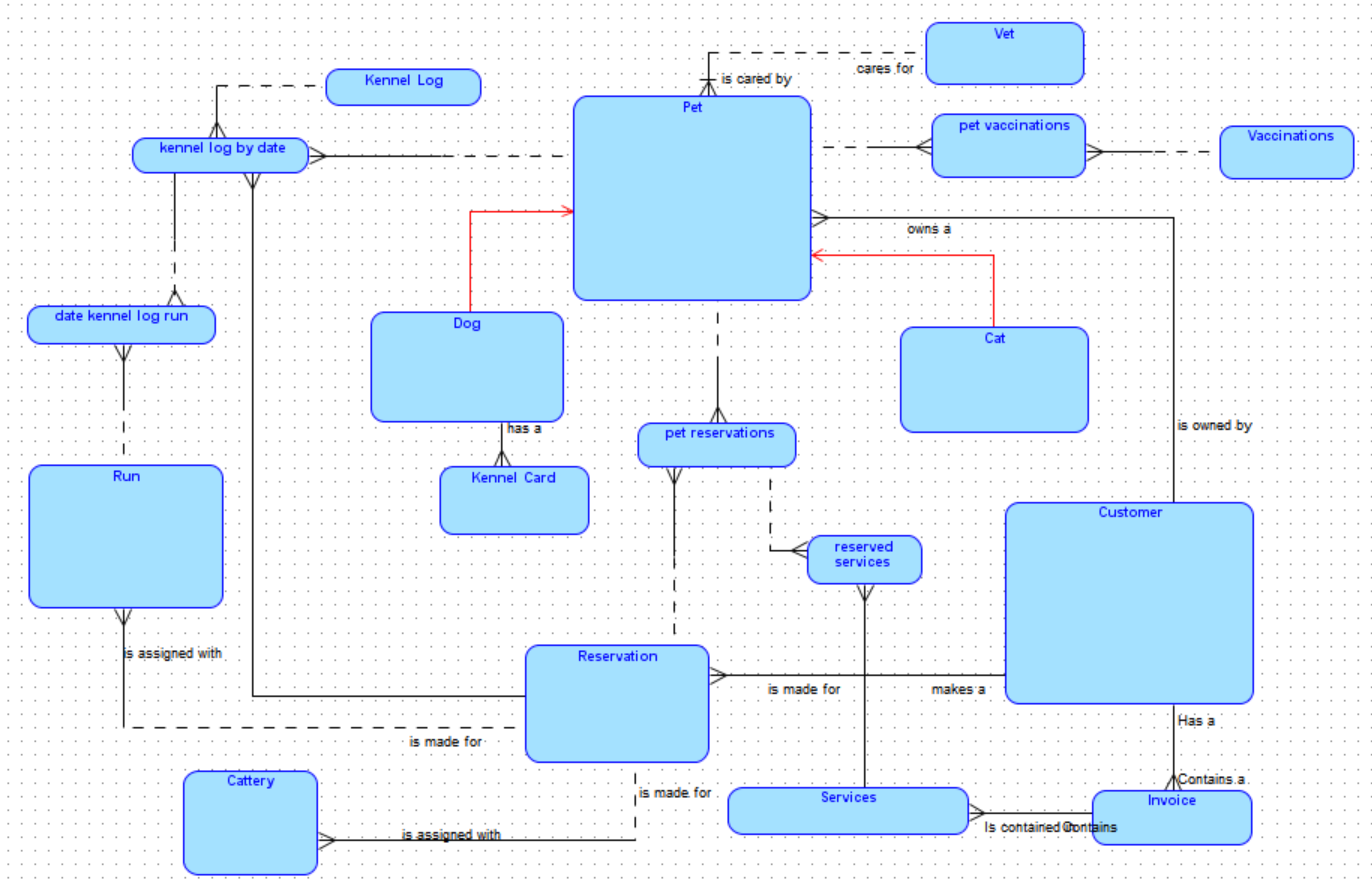 Vet
cares for
is cared by
Kennel Log
Pet
pet vaccinations
Vaccinations
kennel log by date
owns a
date kennel log run
Dog
Cat
has a
is owned by
pet reservations
Run
Kennel Card
Customer
reserved
services
is assigned with
Reservation
is made for
makes a
Has a
is made for
Cattery
is made for
Contains a
Services
Invoice
is assigned with
Is contained in
Contains